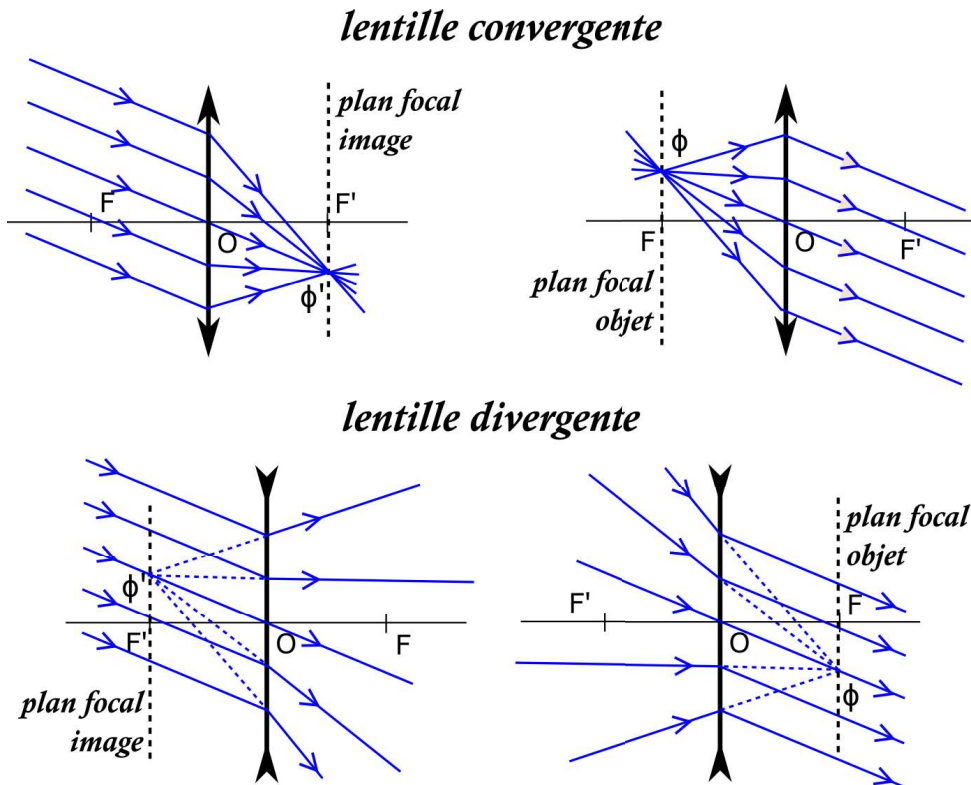 lentille convergente
plan focal
image
F
O
F'
ϕ'
ϕ
F
O
F'
plan focal
objet
lentille divergente
ϕ'
F'
O
F
plan focal
image
plan focal
objet
F'
O
F
ϕ